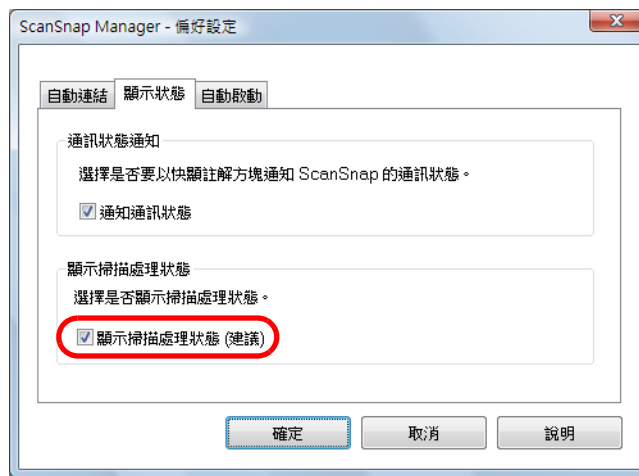 ScanSnap Manager - 偏好設定
自動連結 顯示狀態 自動啟動
通訊狀態通知
選擇是否要以快顯註解方塊通知 ScanSnap 的通訊狀態。
通知通訊狀態
顯示掃描處理狀態
選擇是否顯示掃描處理狀態。
顯示掃描處理狀態 (建議)
確定 取消 說明